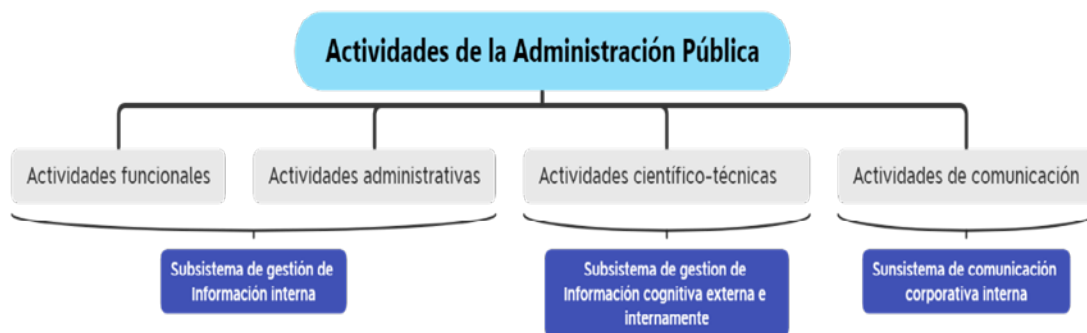 Actividades de la Administración Pública
Actividades funcionales
Actividades administrativas
Actividades científico-técnicas
Actividades de comunicación
Subsistema de gestión de
Información interna
Subsistema de gestion de
Información cognitiva externa e
internamente
Sunsistema de comunicación
corporativa interna